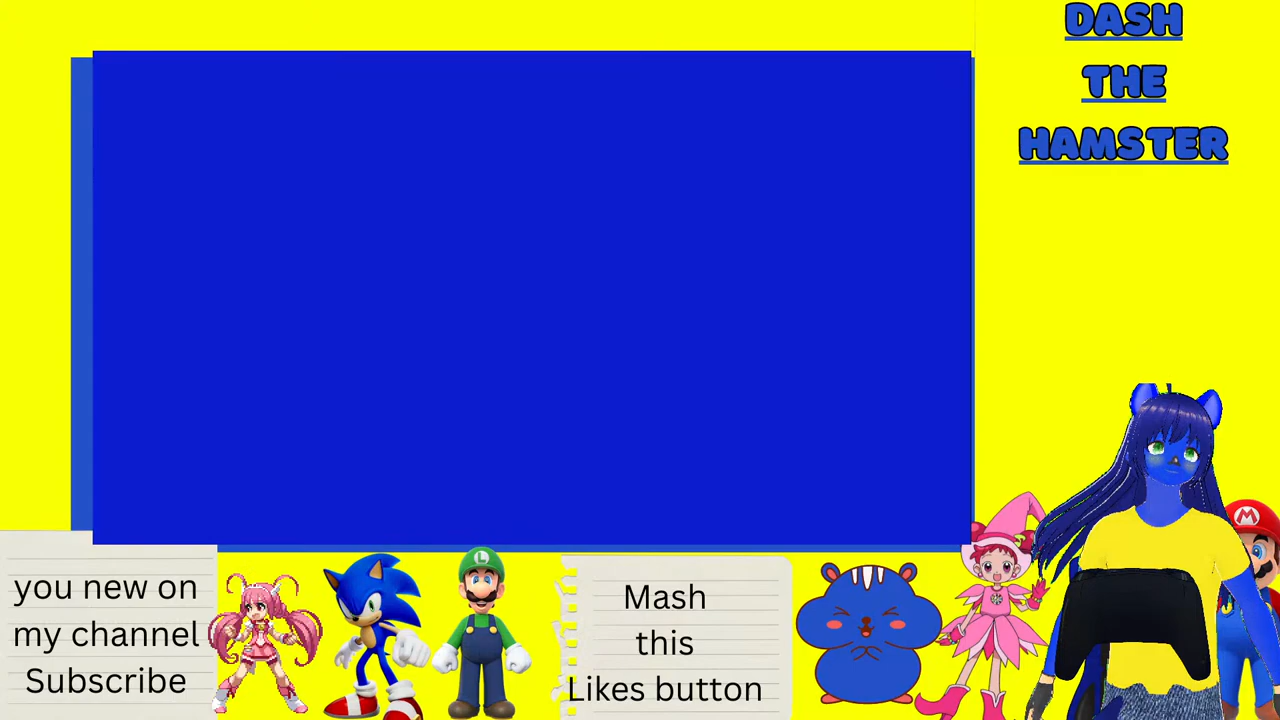 DASH
THE
HAMSTER
you new on
my channel
Subscribe
L
Mash
this
Likes button
M